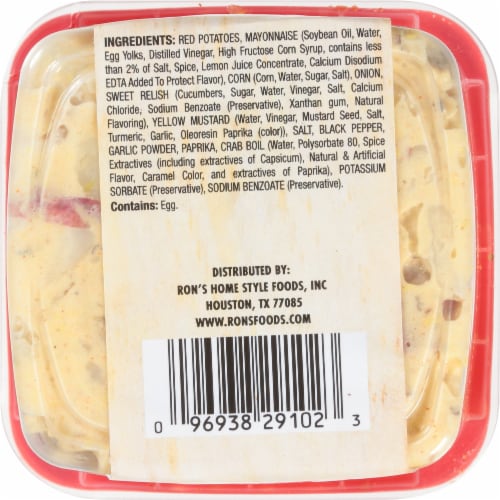 INGREDIENTS: RED POTATOES, MAYONNAISE (Soybean Oil, Water,
Egg Yolks, Distilled Vinegar, High Fructose Corn Syrup, contains less
than 2% of Salt, Spice, Lemon Juice Concentrate, Calcium Disodium
EDTA Added To Protect Flavor), CORN (Corn, Water, Sugar, Salt), ONION,
SWEET RELISH (Cucumbers, Sugar, Water, Vinegar, Salt, Calcium
Chloride, Sodium Benzoate (Preservative), Xanthan gum, Natural
Flavoring), YELLOW MUSTARD (Water, Vinegar, Mustard Seed, Salt,
Turmeric, Garlic, Oleoresin Paprika (color)), SALT, BLACK PEPPER,
GARLIC POWDER, PAPRIKA, CRAB BOIL (Water, Polysorbate 80, Spice
Extractives (including extractives of Capsicum), Natural & Artificial
Flavor, Caramel Color, and extractives of Paprika), POTASSIUM
SORBATE (Preservative), SODIUM BENZOATE (Preservative).
Contains: Egg.
DISTRIBUTED BY:
RON'S HOME STYLE FOODS, INC
HOUSTON, TX 77085
WWW.RONSFOODS.COM
0 96938 29102 3